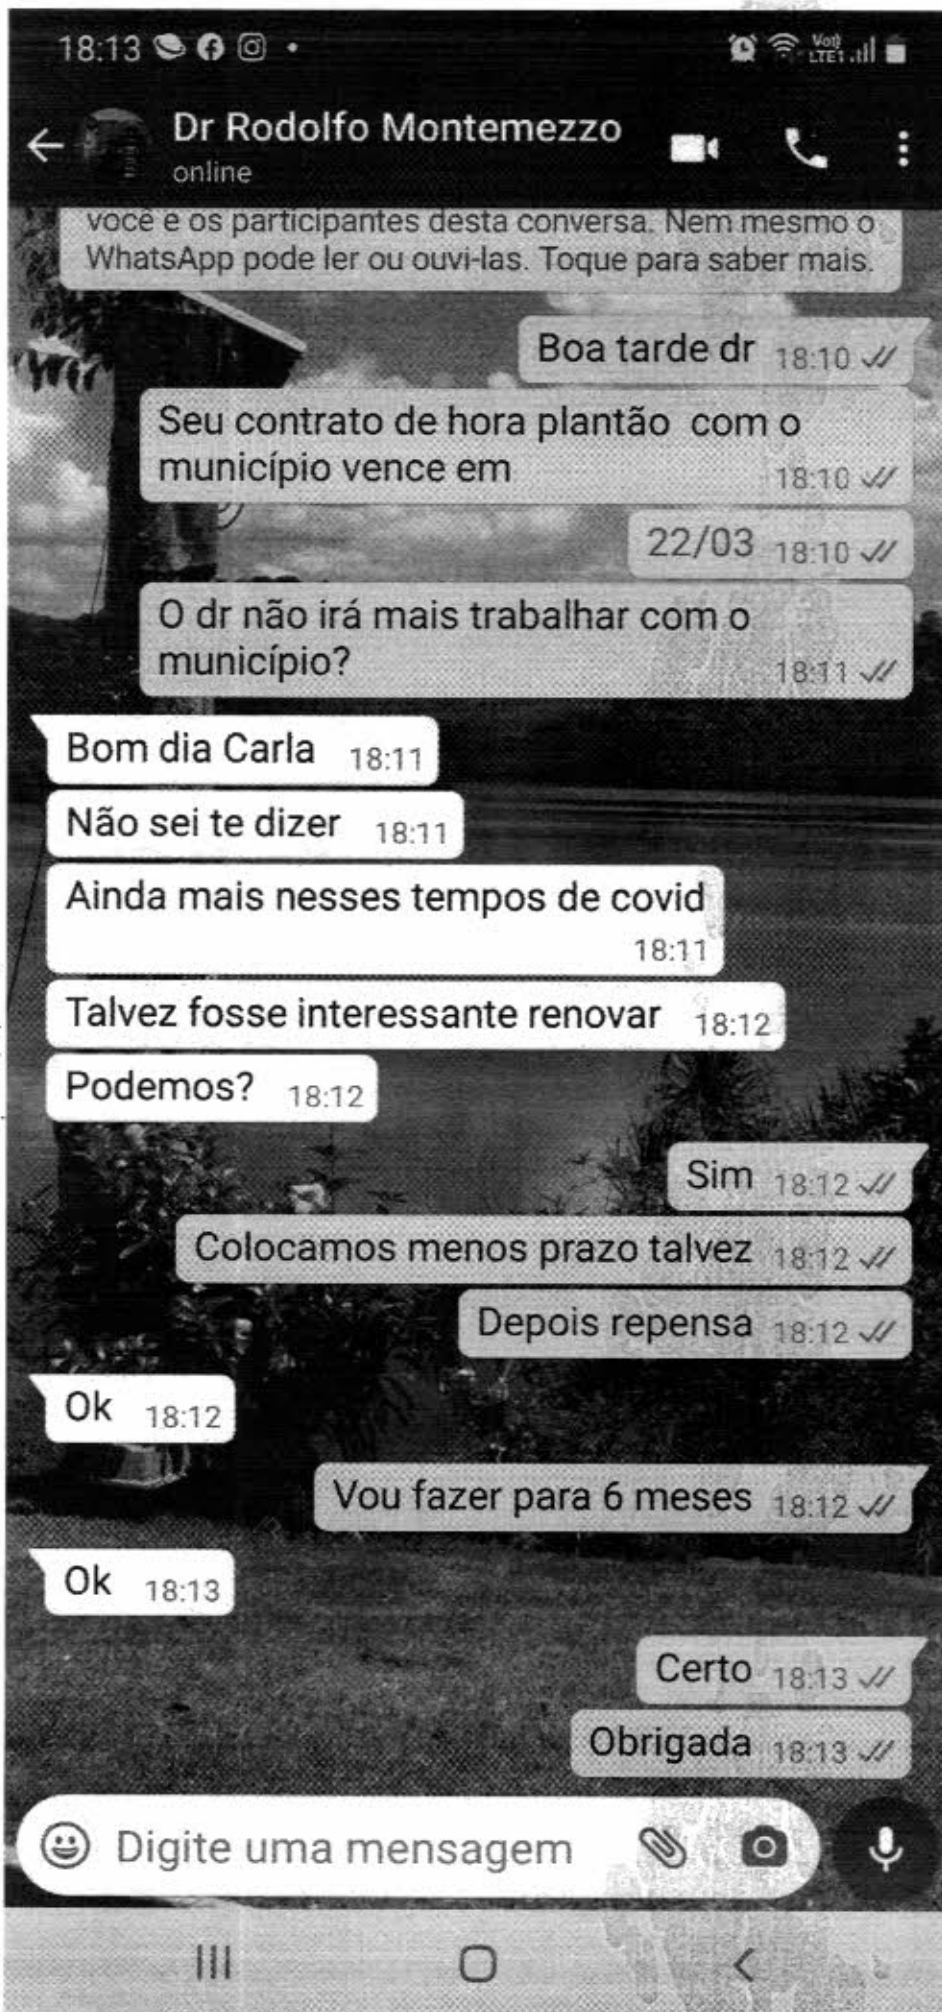 18:13
Vo)) LTE1
Dr Rodolfo Montemezzo
online
você e os participantes desta conversa. Nem mesmo o
WhatsApp pode ler ou ouvi-las. Toque para saber mais.
Boa tarde dr 18:10
Seu contrato de hora plantão com o
município vence em 18:10
22/03 18:10
O dr não irá mais trabalhar com o
município? 18:11
Bom dia Carla 18:11
Não sei te dizer 18:11
Ainda mais nesses tempos de covid
18:11
Talvez fosse interessante renovar 18:12
Podemos? 18:12
Sim 18:12
Colocamos menos prazo talvez 18:12
Depois repensa 18:12
Ok 18:12
Vou fazer para 6 meses 18:12
Ok 18:13
Certo 18:13
Obrigada 18:13
Digite uma mensagem